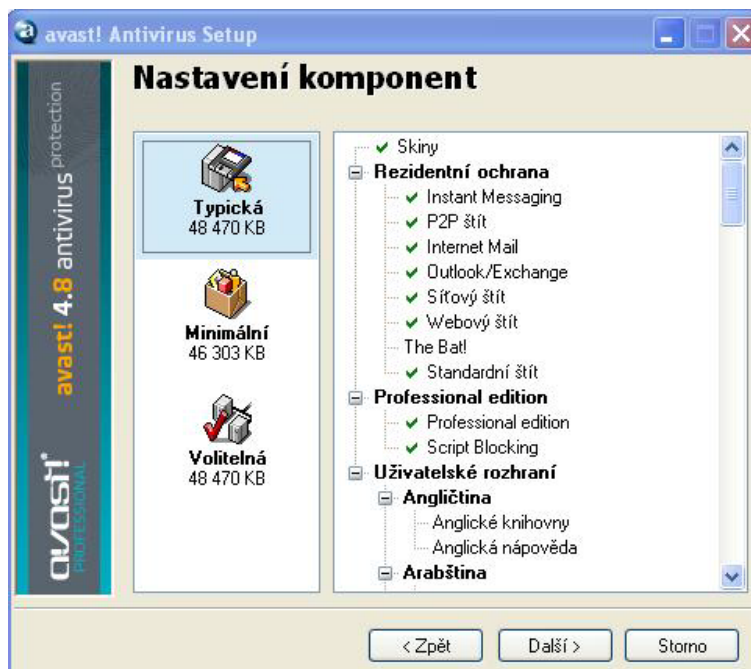 avast! Antivirus Setup
Nastavení komponent
avast! 4.8 antivirus protection
avast!
PROFESSIONAL
Typická
48 470 KB
Minimální
46 303 KB
Volitelná
48 470 KB
Skiny
Rezidentní ochrana
Instant Messaging
P2P štít
Internet Mail
Outlook/Exchange
Síťový štít
Webový štít
The Bat!
Standardní štít
Professional edition
Professional edition
Script Blocking
Uživatelské rozhraní
Angličtina
Anglické knihovny
Anglická nápověda
Arabština
< Zpět
Další >
Storno